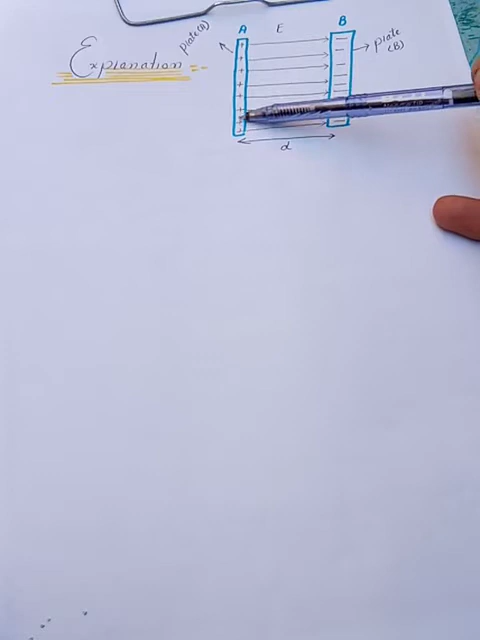 Explanation :-
plate(A)
A
E
B
plate
(B)
+
+
+
+
+
+
+
−
−
−
−
−
−
d